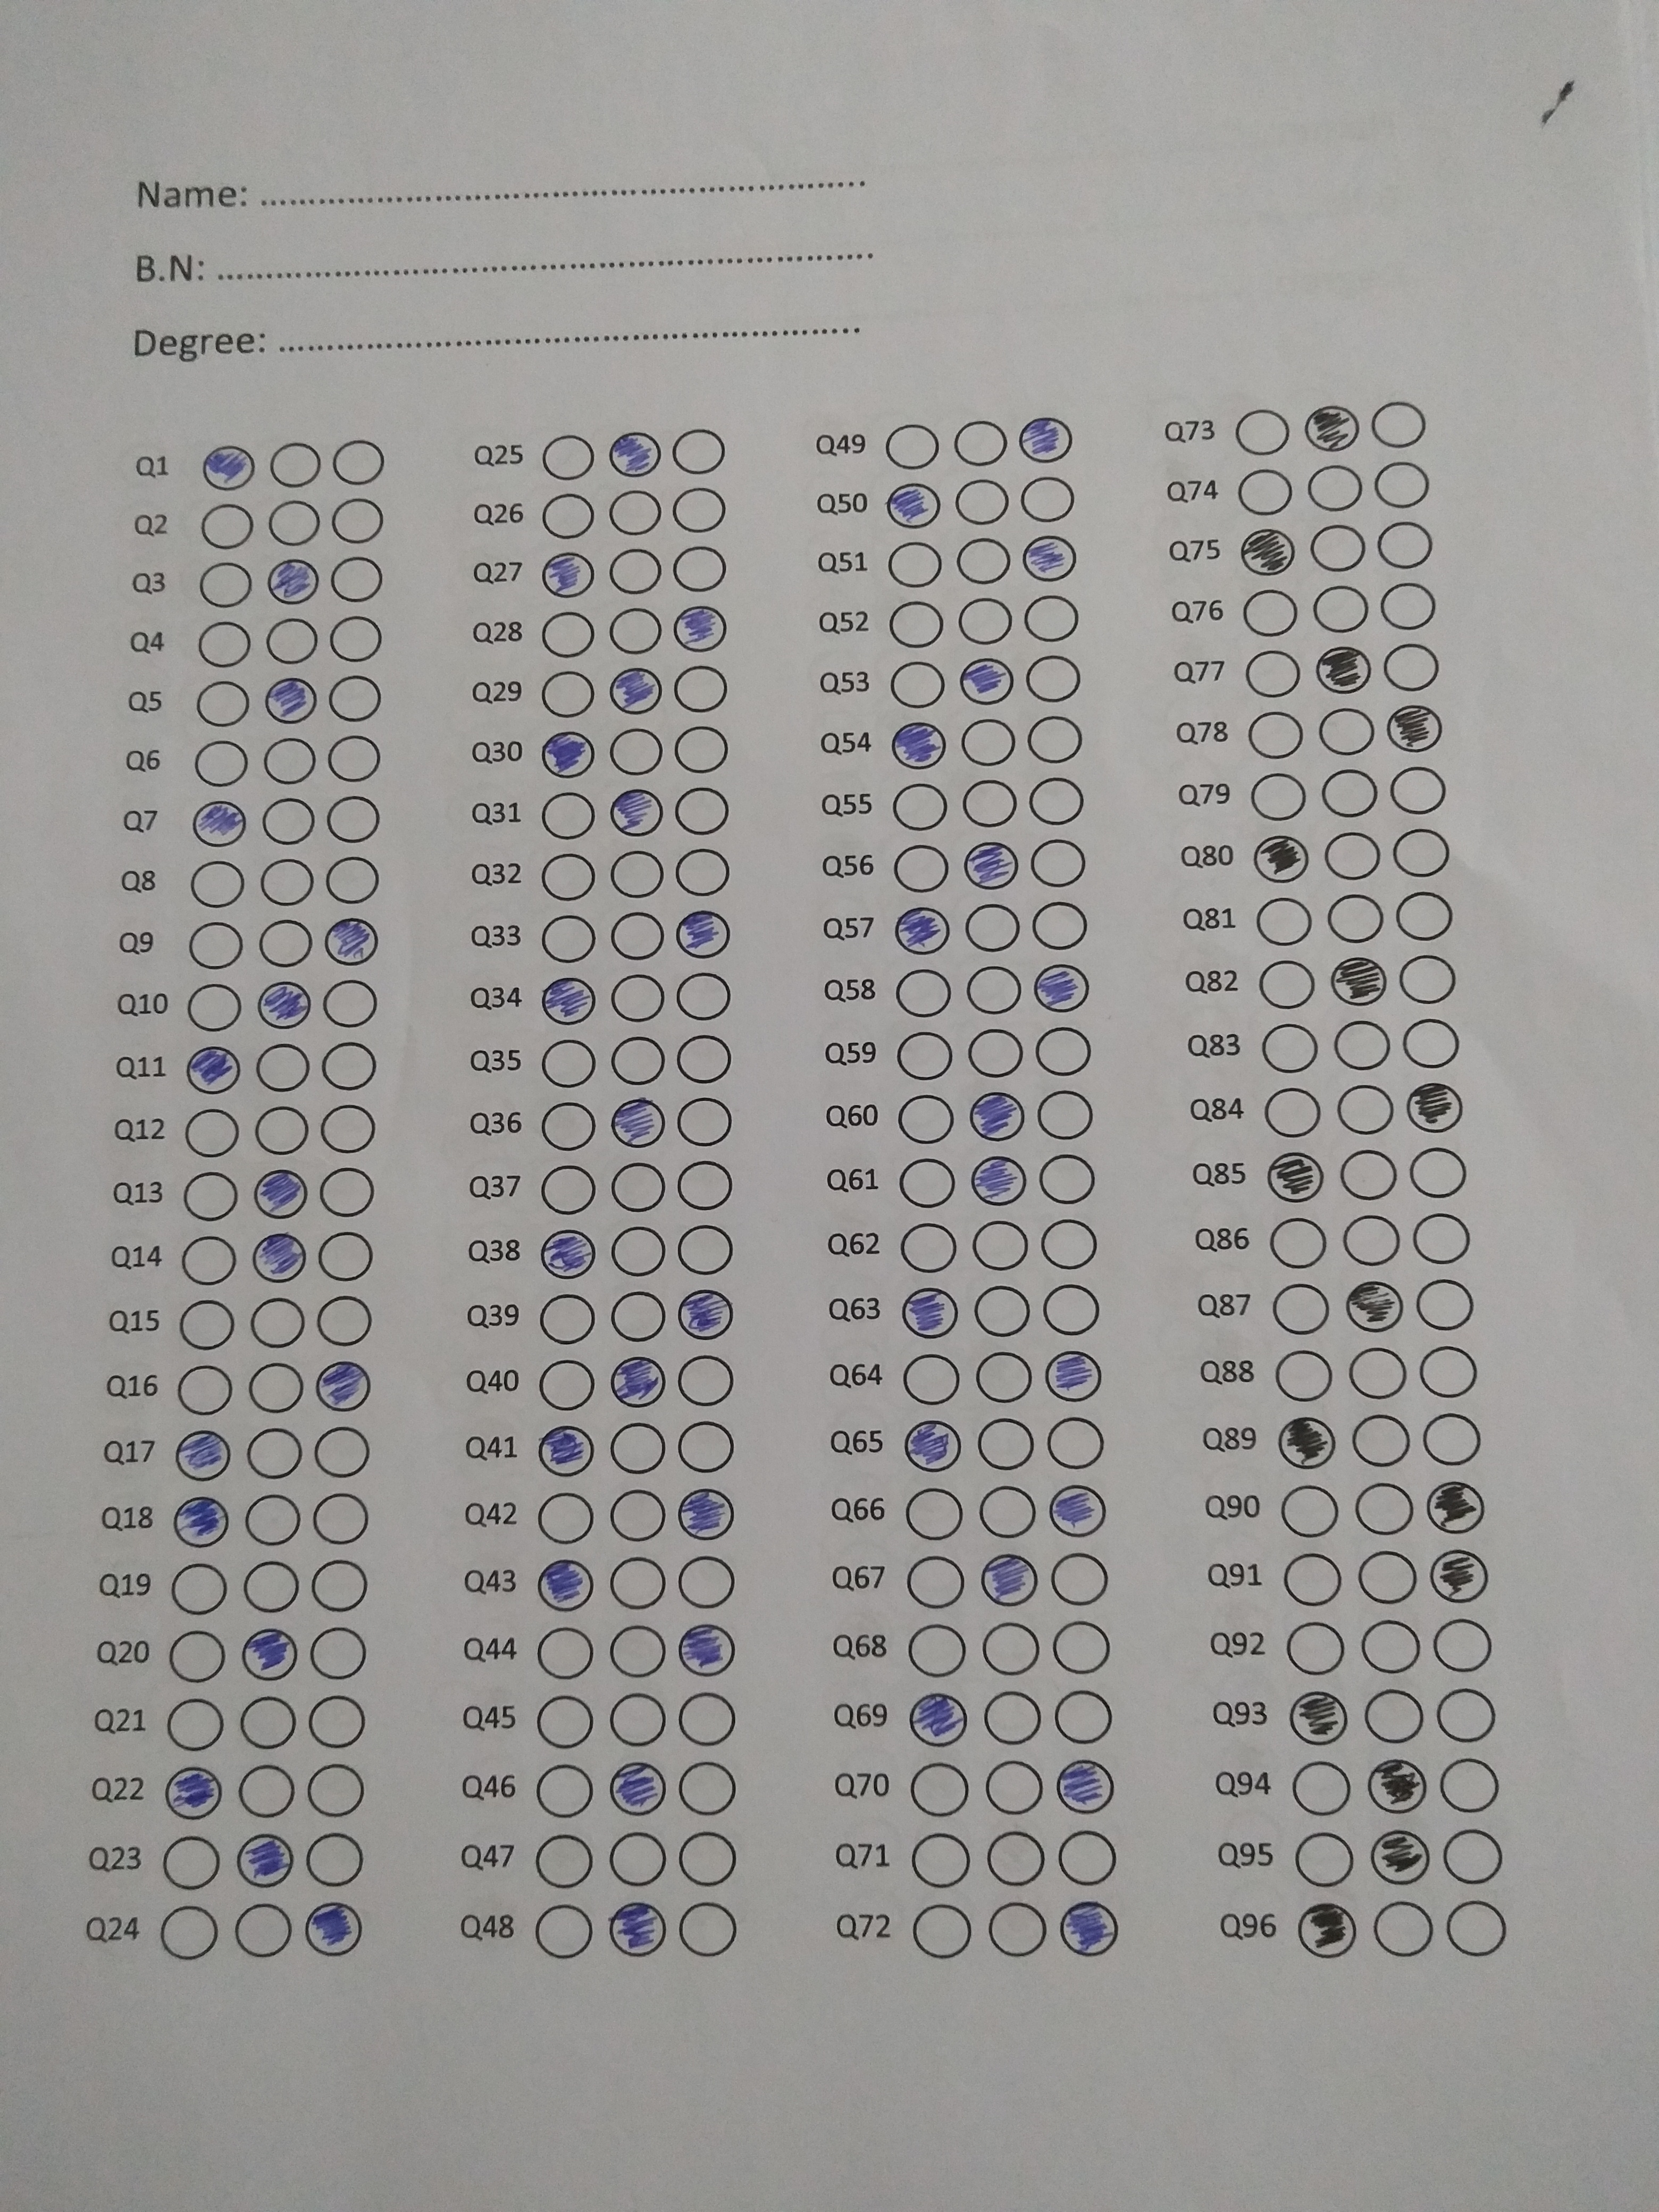 Name: ...............................................................
B.N: ....................................................................
Degree: ............................................................
Q1 Q25 Q49 Q73
Q2 Q26 Q50 Q74
Q3 Q27 Q51 Q75
Q4 Q28 Q52 Q76
Q5 Q29 Q53 Q77
Q6 Q30 Q54 Q78
Q7 Q31 Q55 Q79
Q8 Q32 Q56 Q80
Q9 Q33 Q57 Q81
Q10 Q34 Q58 Q82
Q11 Q35 Q59 Q83
Q12 Q36 Q60 Q84
Q13 Q37 Q61 Q85
Q14 Q38 Q62 Q86
Q15 Q39 Q63 Q87
Q16 Q40 Q64 Q88
Q17 Q41 Q65 Q89
Q18 Q42 Q66 Q90
Q19 Q43 Q67 Q91
Q20 Q44 Q68 Q92
Q21 Q45 Q69 Q93
Q22 Q46 Q70 Q94
Q23 Q47 Q71 Q95
Q24 Q48 Q72 Q96